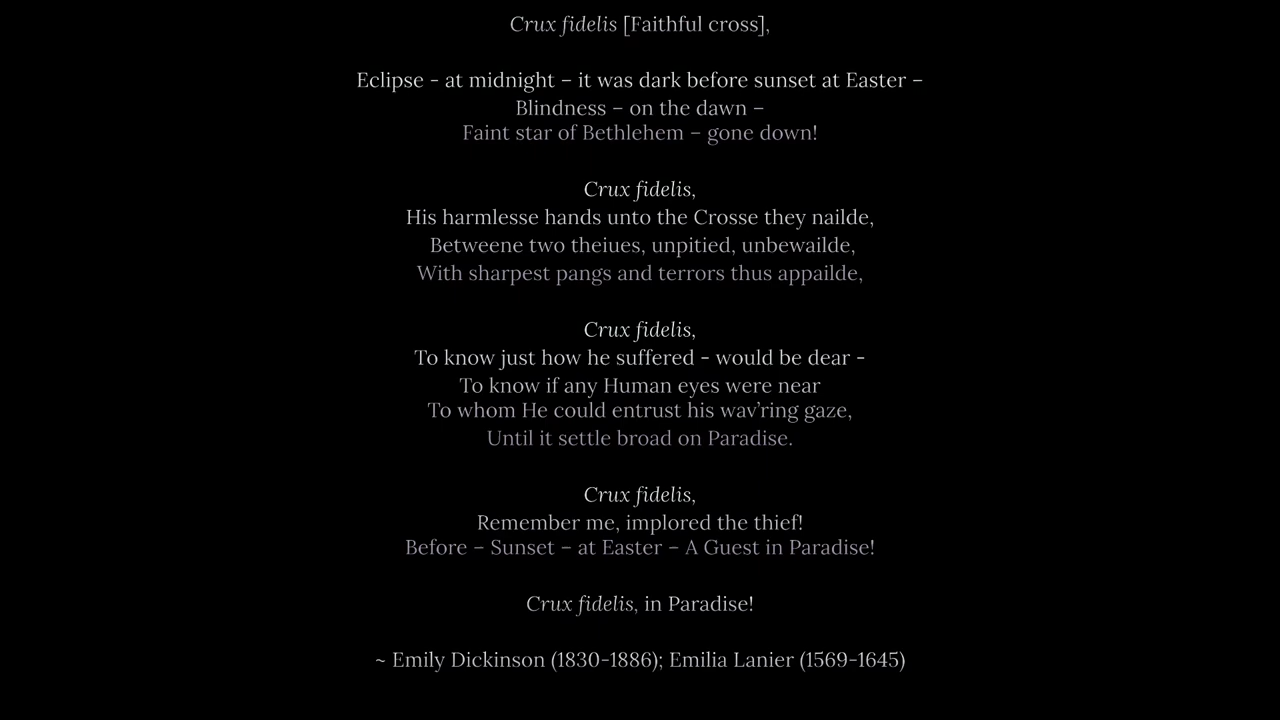 Crux fidelis [Faithful cross],
Eclipse - at midnight – it was dark before sunset at Easter –
Blindness – on the dawn –
Faint star of Bethlehem – gone down!
Crux fidelis,
His harmlesse hands unto the Crosse they nailde,
Betweene two theiues, unpitied, unbewailde,
With sharpest pangs and terrors thus appailde,
Crux fidelis,
To know just how he suffered - would be dear -
To know if any Human eyes were near
To whom He could entrust his wav’ring gaze,
Until it settle broad on Paradise.
Crux fidelis,
Remember me, implored the thief!
Before – Sunset – at Easter – A Guest in Paradise!
Crux fidelis, in Paradise!
~ Emily Dickinson (1830-1886); Emilia Lanier (1569-1645)